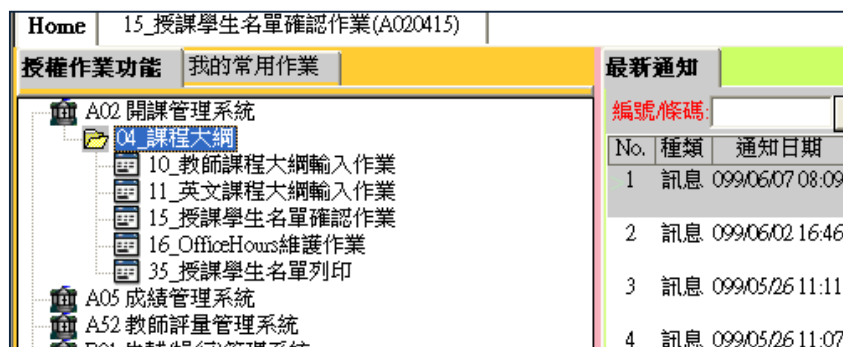 Home 15_授課學生名單確認作業(A020415)
授權作業功能 我的常用作業
A02 開課管理系統
04_課程大綱
10_教師課程大綱輸入作業
11_英文課程大綱輸入作業
15_授課學生名單確認作業
16_OfficeHours維護作業
35_授課學生名單列印
A05 成績管理系統
A52 教師評量管理系統
最新通知
編號/條碼:
No. 種類 通知日期
1 訊息 099/06/07 08:09
2 訊息 099/06/02 16:46
3 訊息 099/05/26 11:11
4 訊息 099/05/26 11:07